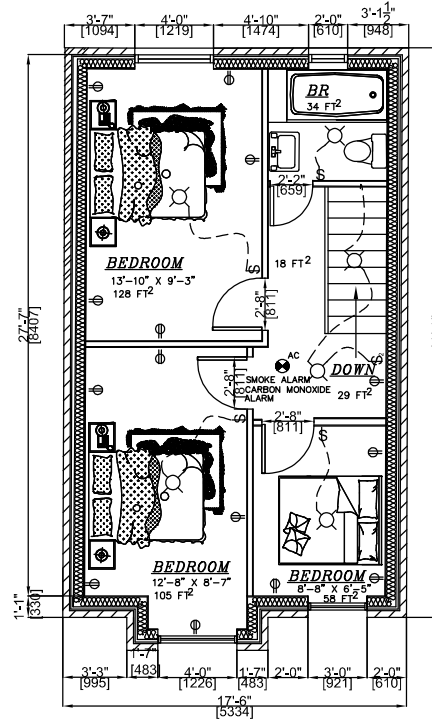 3'-7" 4'-0" 4'-10" 2'-0" 3'-1 1/2"
[1094] [1219] [1474] [610] [948]
BR
34 FT2
2'-2"
[659]
S
BEDROOM
13'-10" X 9'-3"
128 FT2
S
18 FT2
2'-8"
[811]
27'-7"
[8407]
AC
SMOKE ALARM
CARBON MONOXIDE
ALARM
DOWN
29 FT2
S
2'-8"
[811]
S
2'-8"
[811]
S
BEDROOM
12'-8" X 8'-7"
105 FT2
BEDROOM
8'-8" X 6'-5"
58 FT2
1'-1"
[330]
3'-3" 1'-7" 4'-0" 1'-7" 2'-0" 3'-0" 2'-0"
[995] [483] [1226] [483] [921] [610]
17'-6"
[5334]